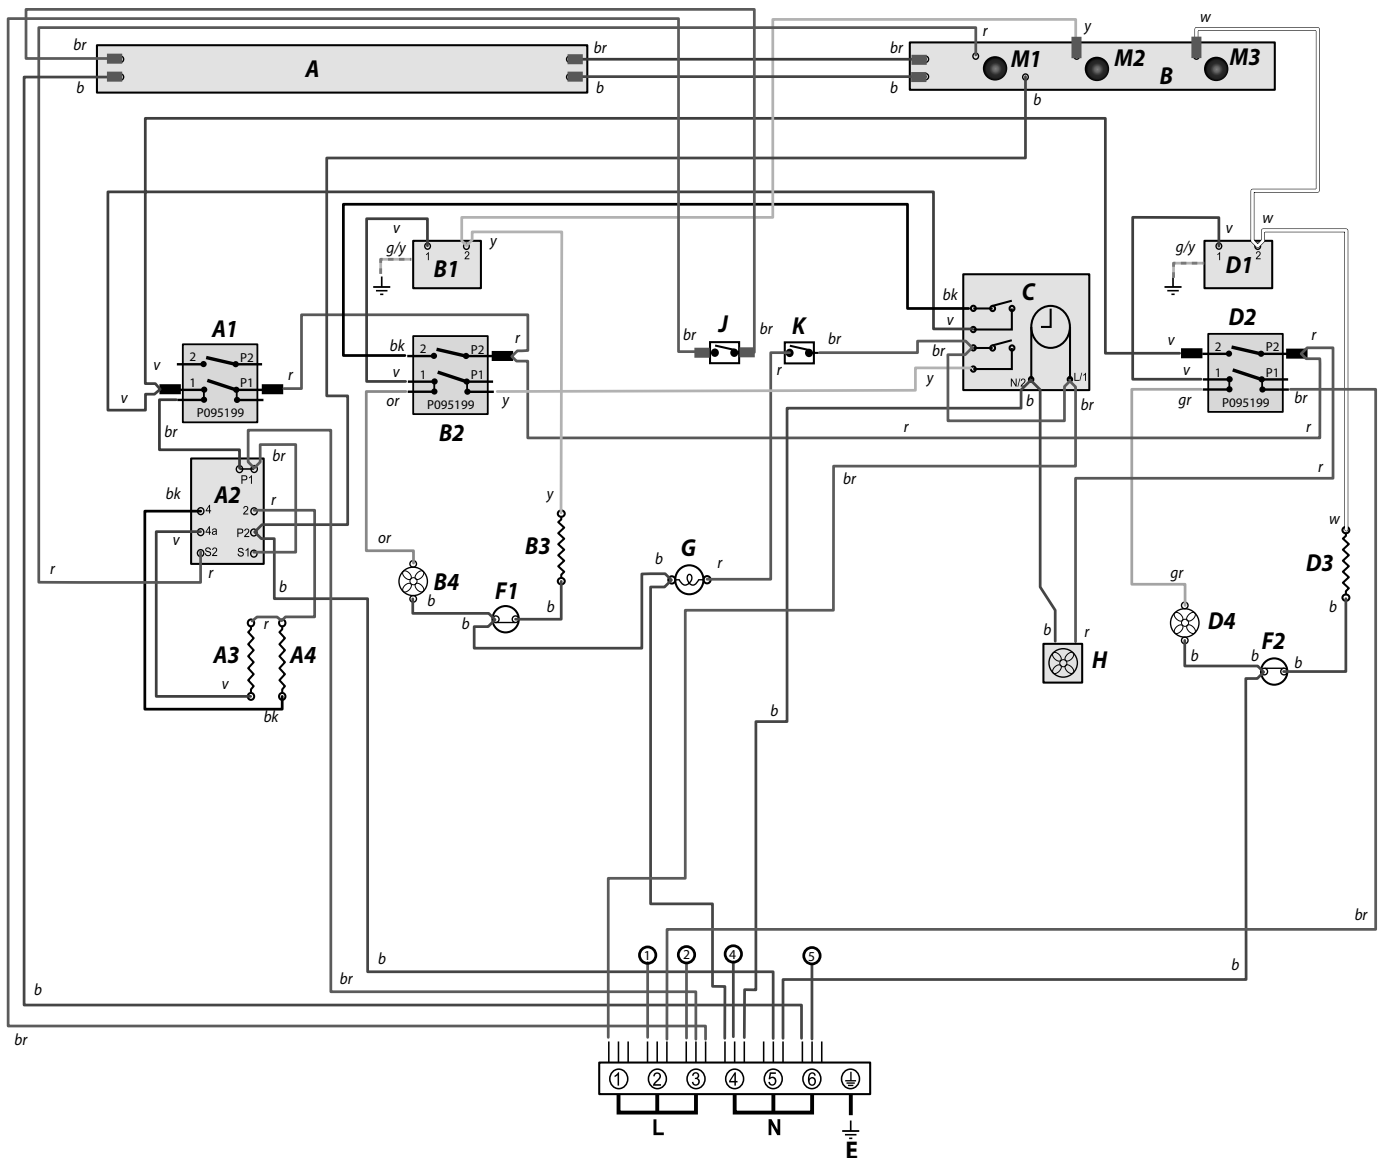 w
y
r
br
A
br
br
M1
M2
M3
B
b
b
b
b
v
y
v
w
g/y
1
2
B1
g/y
1
2
D1
bk
C
v
br
y
N/2
L/1
b
br
A1
v
2
P2
1
P1
r
v
P095199
br
bk
2
P2
r
v
1
P1
or
P095199
y
B2
br
J
br
K
br
r
D2
v
2
P2
r
v
1
P1
gr
P095199
br
r
r
br
r
br
P1
A2
bk
4
2
r
v
4a
P2
S2
S1
r
r
b
y
B3
or
B4
b
F1
b
b
b
G
r
w
D3
b
gr
D4
b
b
F2
b
b
r
H
A3
r
A4
v
bk
b
br
b
b
br
b
br
1
2
4
5
1
2
3
4
5
6
L
N
E